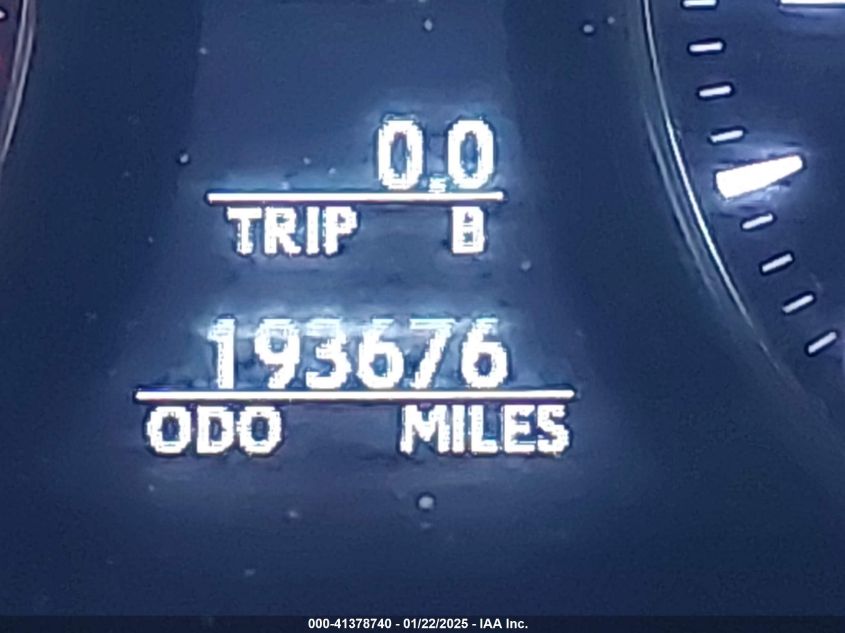 0.0
TRIP B
193676
ODO MILES
000-41378740 - 01/22/2025 - IAA Inc.